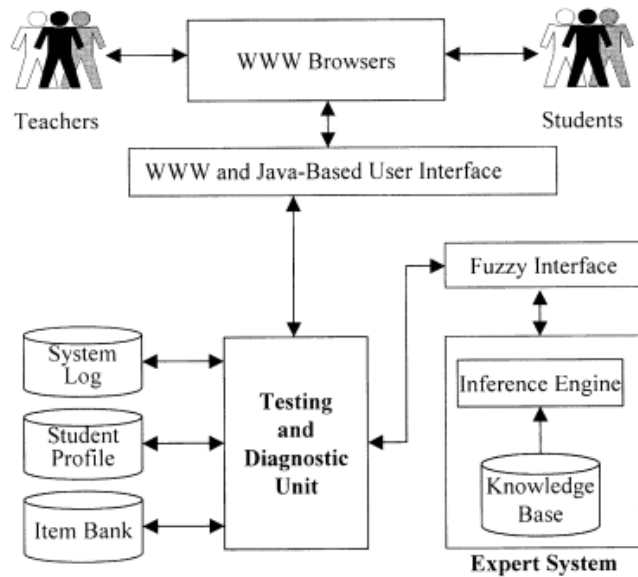 WWW Browsers
Teachers
Students
WWW and Java-Based User Interface
Fuzzy Interface
System
Log
Student
Profile
Item Bank
Testing
and
Diagnostic
Unit
Inference Engine
Knowledge
Base
Expert System